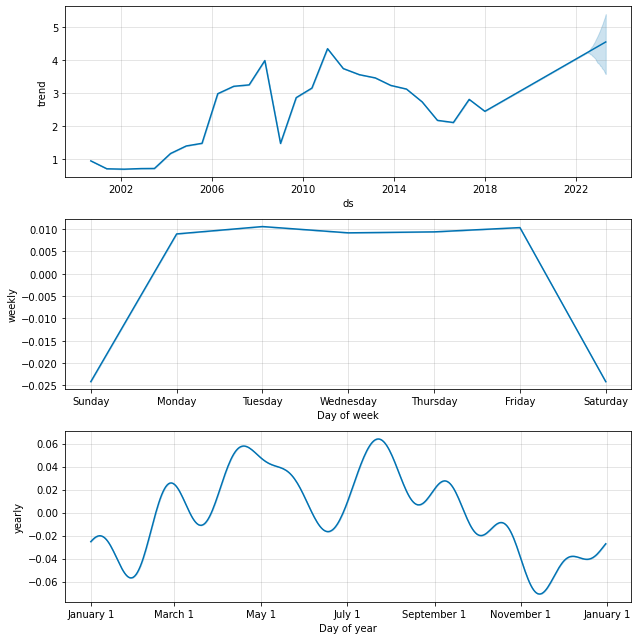 5
4
3
2
1
trend
2002 2006 2010 2014 2018 2022
ds
0.010
0.005
0.000
−0.005
−0.010
−0.015
−0.020
−0.025
weekly
Sunday Monday Tuesday Wednesday Thursday Friday Saturday
Day of week
0.06
0.04
0.02
0.00
−0.02
−0.04
−0.06
yearly
January 1 March 1 May 1 July 1 September 1 November 1 January 1
Day of year